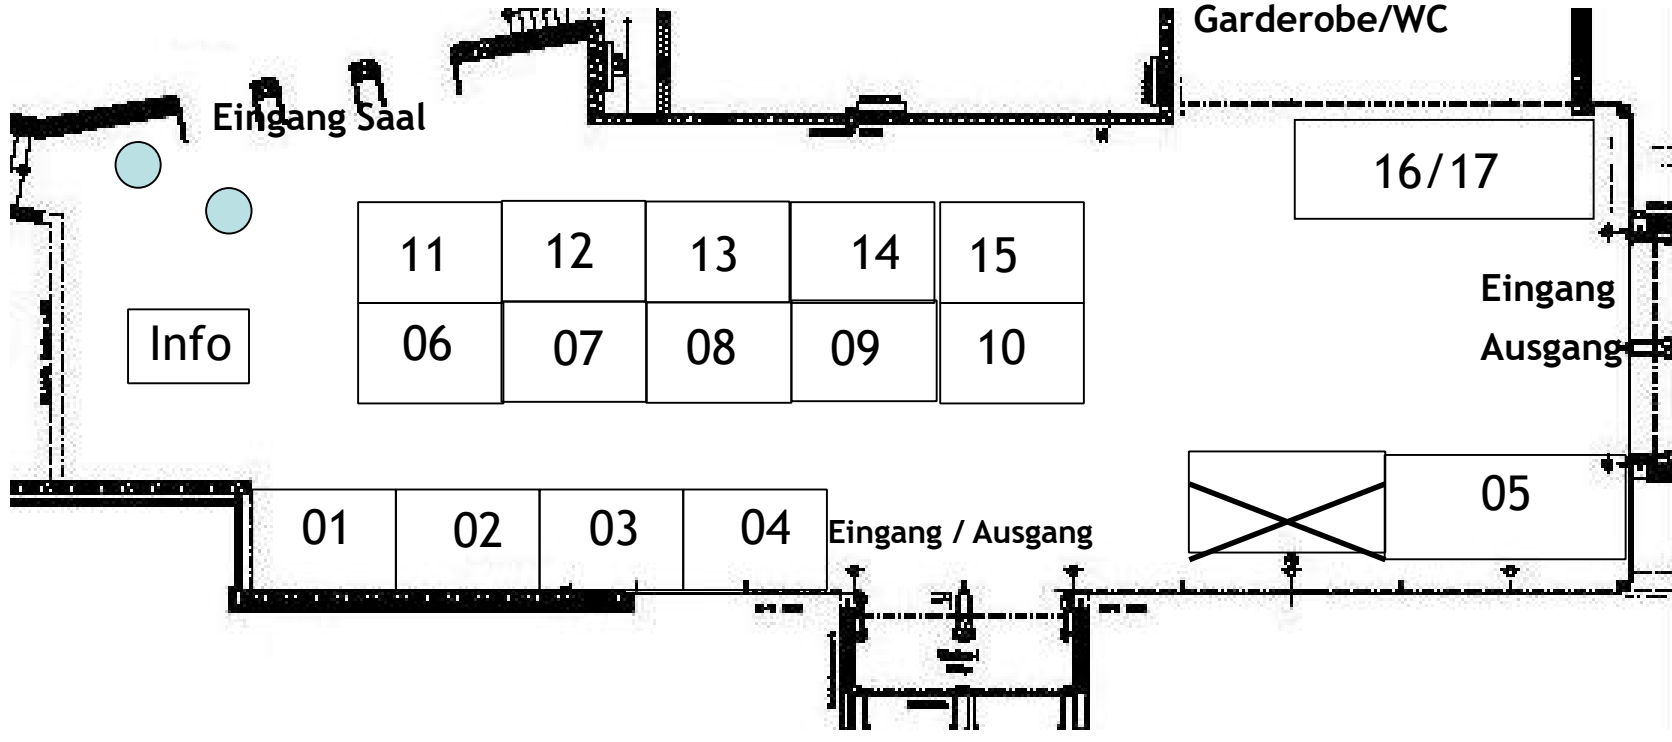 Garderobe/WC
Eingang Saal
16/17
11 12 13 14 15
Eingang
Info 06 07 08 09 10 Ausgang
05
01 02 03 04 Eingang / Ausgang